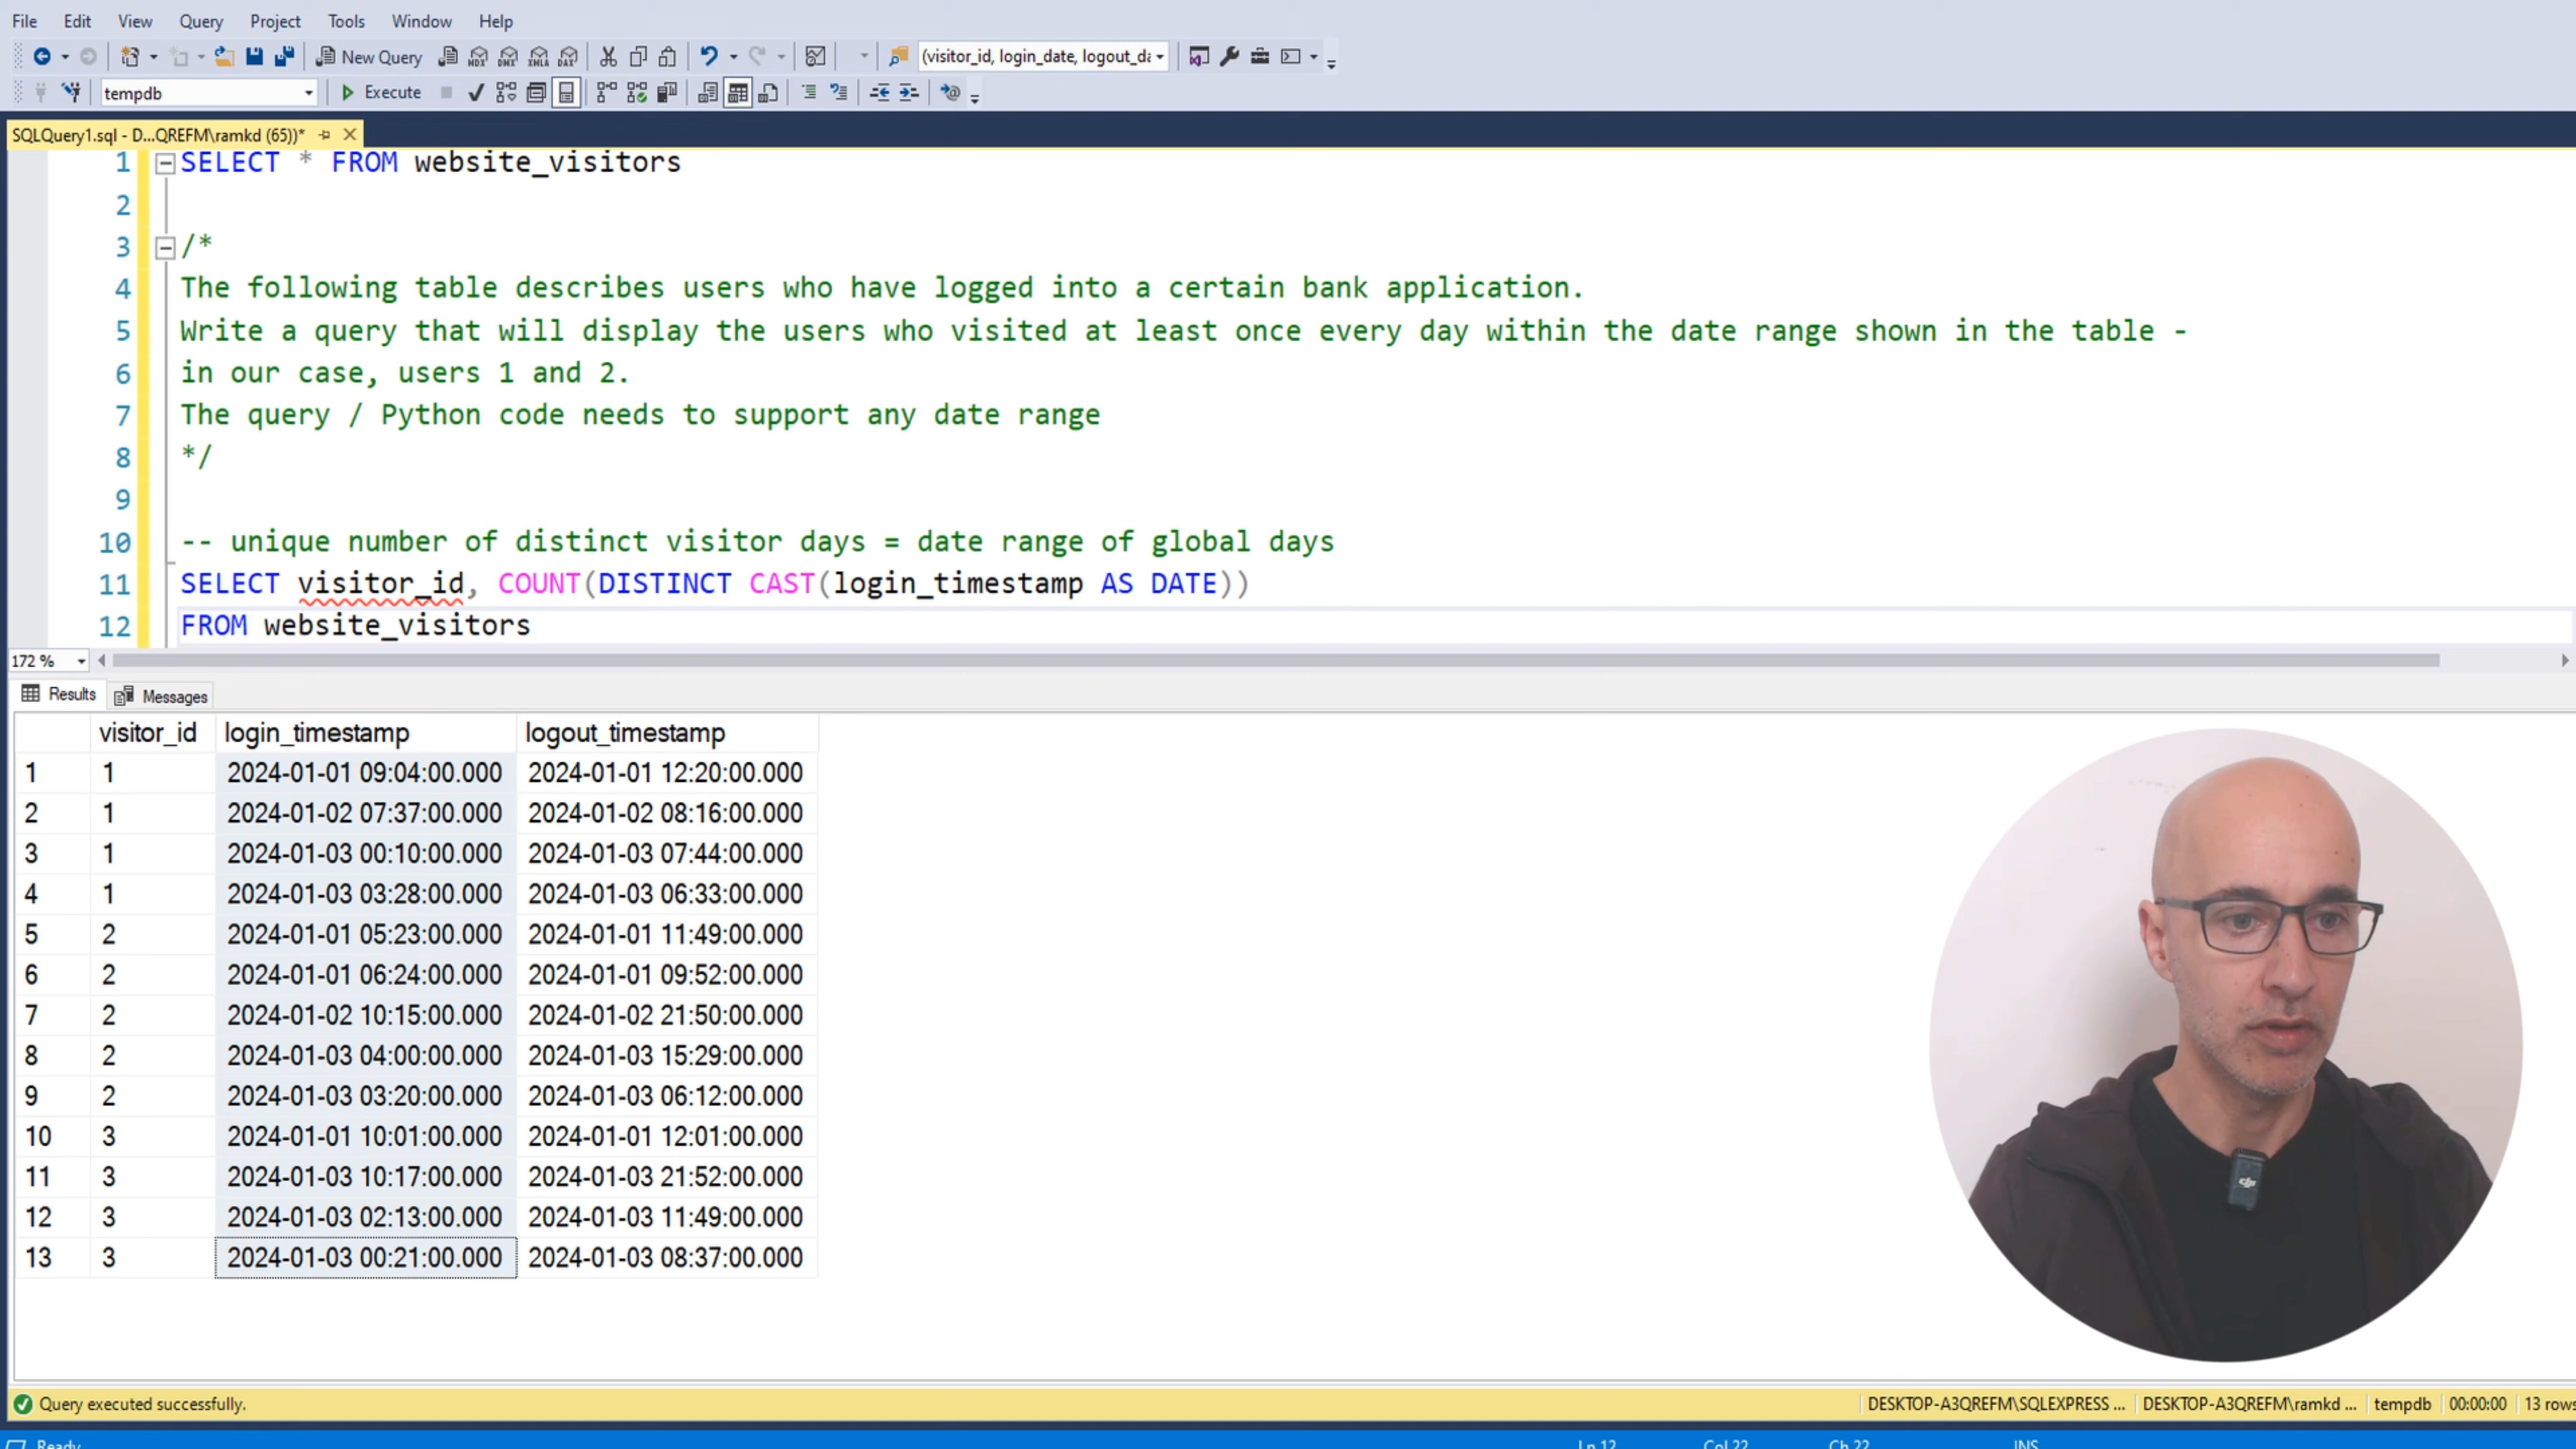 File Edit View Query Project Tools Window Help
New Query MDX DMX XMLA DAX (visitor_id, login_date, logout_da
tempdb Execute
SQLQuery1.sql - D...QREFM\ramkd (65))*
1 SELECT * FROM website_visitors
2
3 /*
4 The following table describes users who have logged into a certain bank application.
5 Write a query that will display the users who visited at least once every day within the date range shown in the table -
6 in our case, users 1 and 2.
7 The query / Python code needs to support any date range
8 */
9
10 -- unique number of distinct visitor days = date range of global days
11 SELECT visitor_id, COUNT(DISTINCT CAST(login_timestamp AS DATE))
12 FROM website_visitors
172 %
Results Messages
visitor_id login_timestamp logout_timestamp
1 1 2024-01-01 09:04:00.000 2024-01-01 12:20:00.000
2 1 2024-01-02 07:37:00.000 2024-01-02 08:16:00.000
3 1 2024-01-03 00:10:00.000 2024-01-03 07:44:00.000
4 1 2024-01-03 03:28:00.000 2024-01-03 06:33:00.000
5 2 2024-01-01 05:23:00.000 2024-01-01 11:49:00.000
6 2 2024-01-01 06:24:00.000 2024-01-01 09:52:00.000
7 2 2024-01-02 10:15:00.000 2024-01-02 21:50:00.000
8 2 2024-01-03 04:00:00.000 2024-01-03 15:29:00.000
9 2 2024-01-03 03:20:00.000 2024-01-03 06:12:00.000
10 3 2024-01-01 10:01:00.000 2024-01-01 12:01:00.000
11 3 2024-01-03 10:17:00.000 2024-01-03 21:52:00.000
12 3 2024-01-03 02:13:00.000 2024-01-03 11:49:00.000
13 3 2024-01-03 00:21:00.000 2024-01-03 08:37:00.000
dji
Query executed successfully. DESKTOP-A3QREFM\SQLEXPRESS ... DESKTOP-A3QREFM\ramkd ... tempdb 00:00:00 13 rows
Ready Ln 12 Col 22 Ch 22 INS